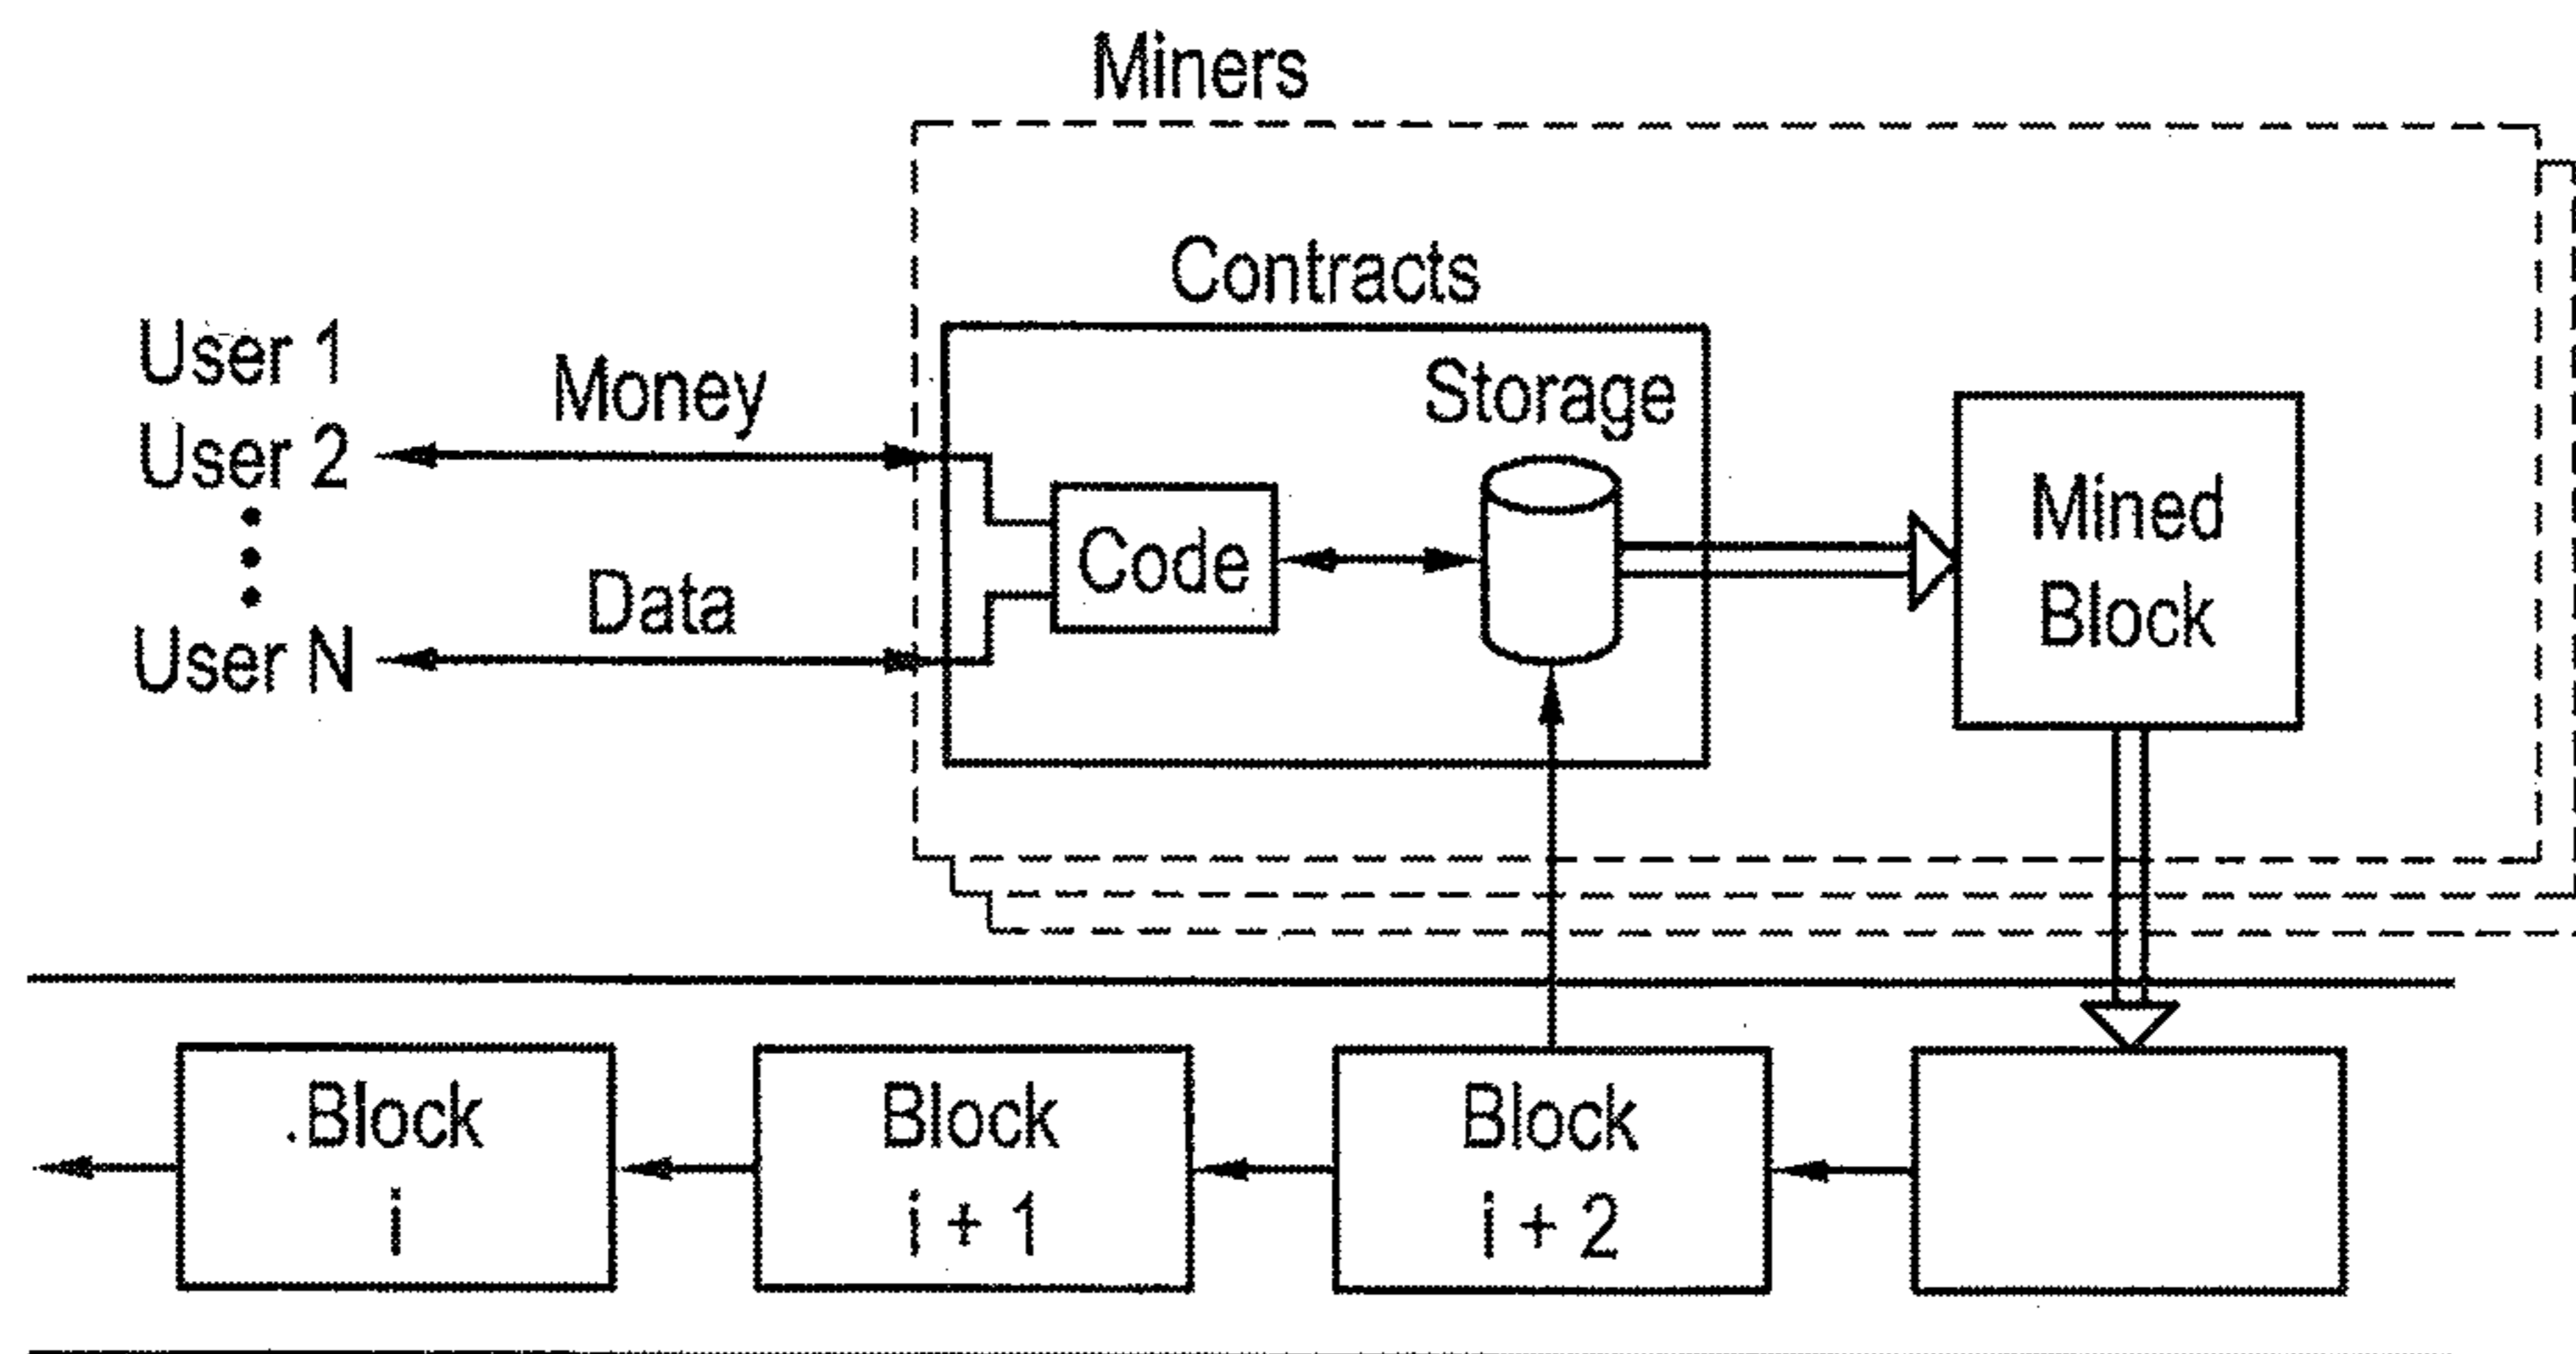 Miners
Contracts
User 1
User 2
User N
Money
Data
Storage
Code
Mined
Block
Block
i
Block
i + 1
Block
i + 2